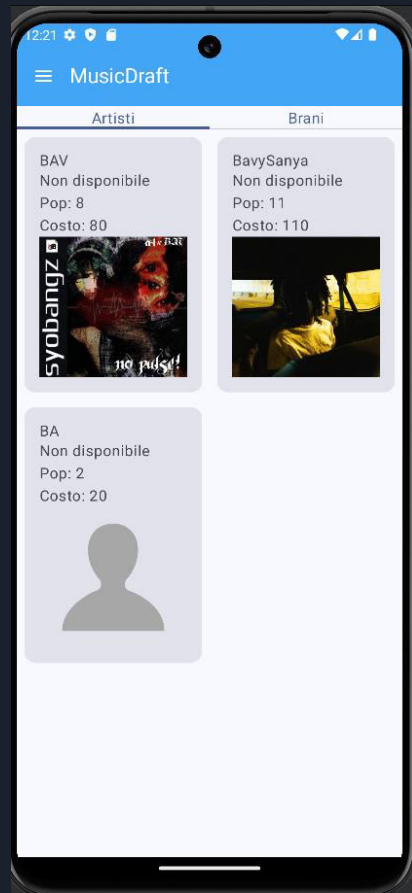 12:21
MusicDraft
Artisti
Brani
BAV
Non disponibile
Pop: 8
Costo: 80
syobangz
no pulse!
BavySanya
Non disponibile
Pop: 11
Costo: 110
BA
Non disponibile
Pop: 2
Costo: 20